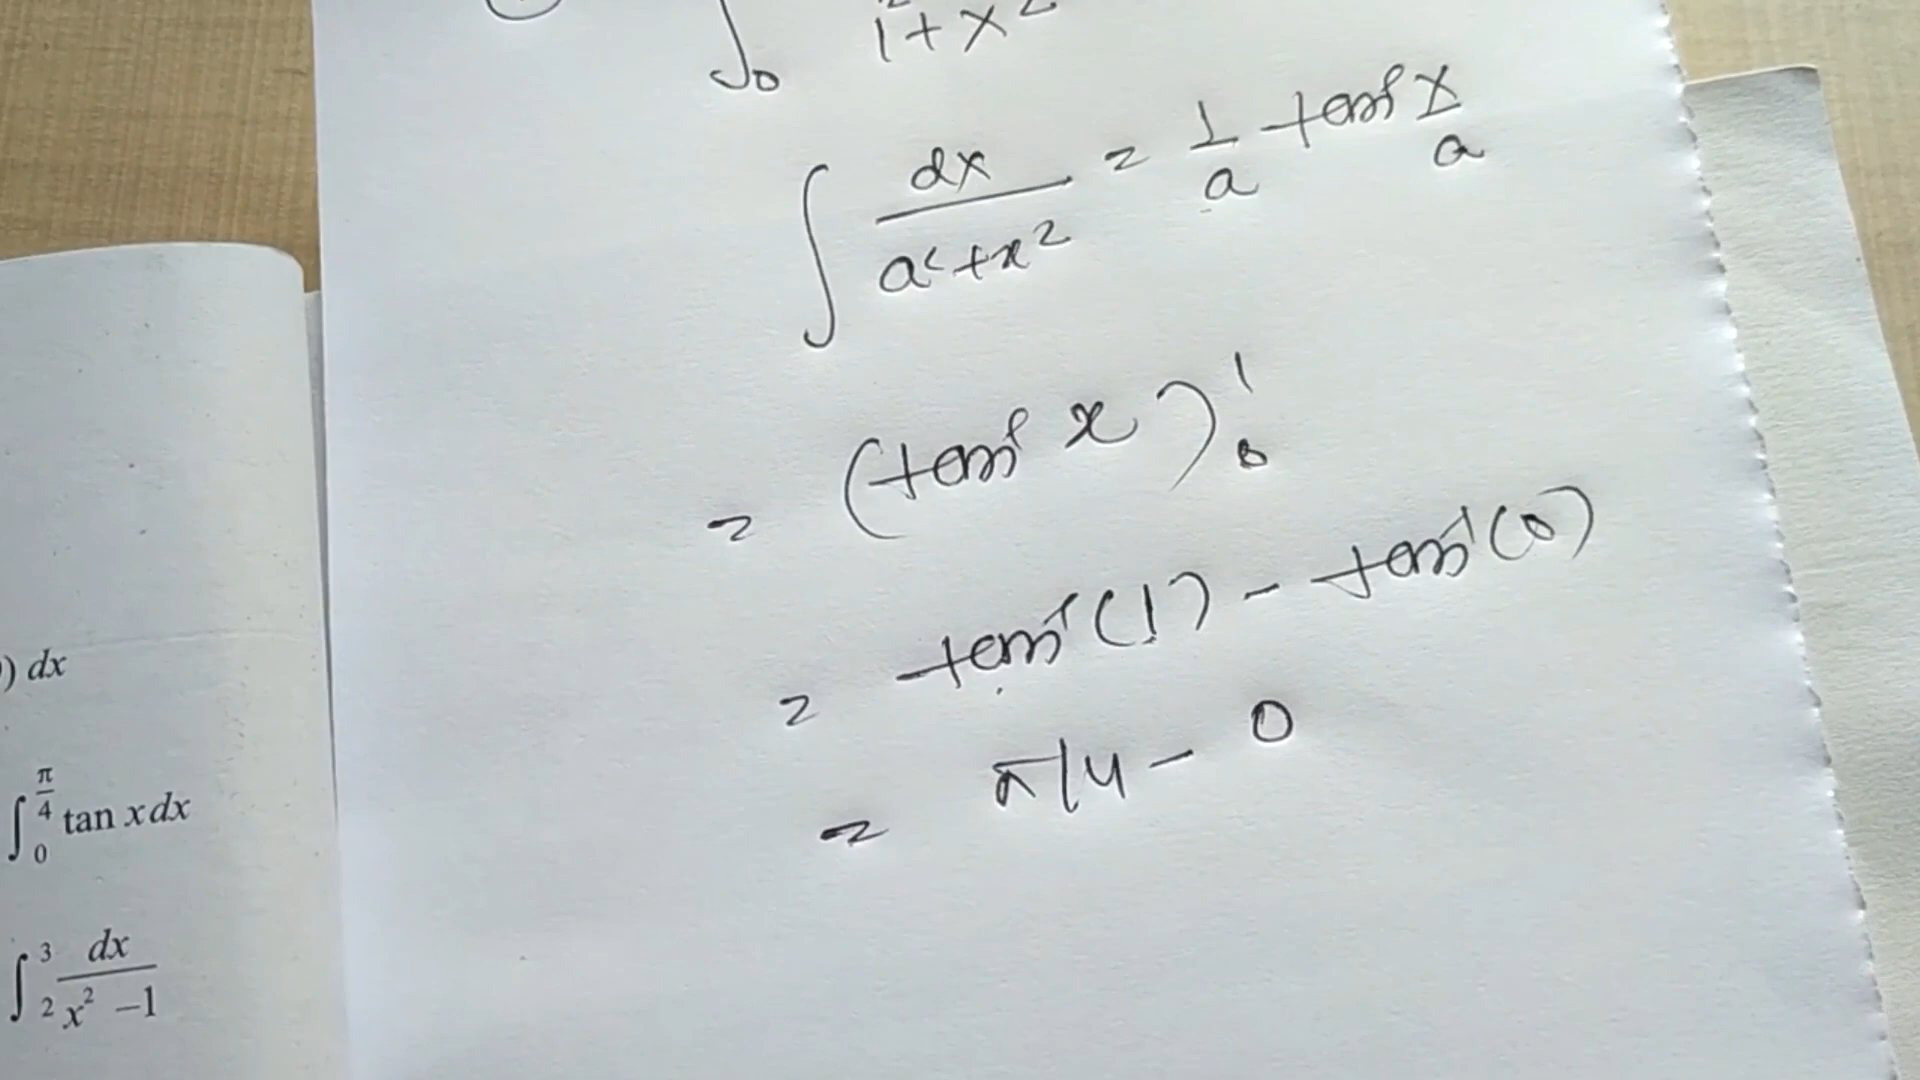 ∫₀ 1+x²
∫ dx/(a²+x²) = 1/a tan⁻¹ x/a
= (tan⁻¹ x)₀¹
= tan⁻¹(1) - tan⁻¹(0)
= π/4 - 0
) dx
∫₀^(π/4) tan x dx
∫₂³ dx/(x² – 1)